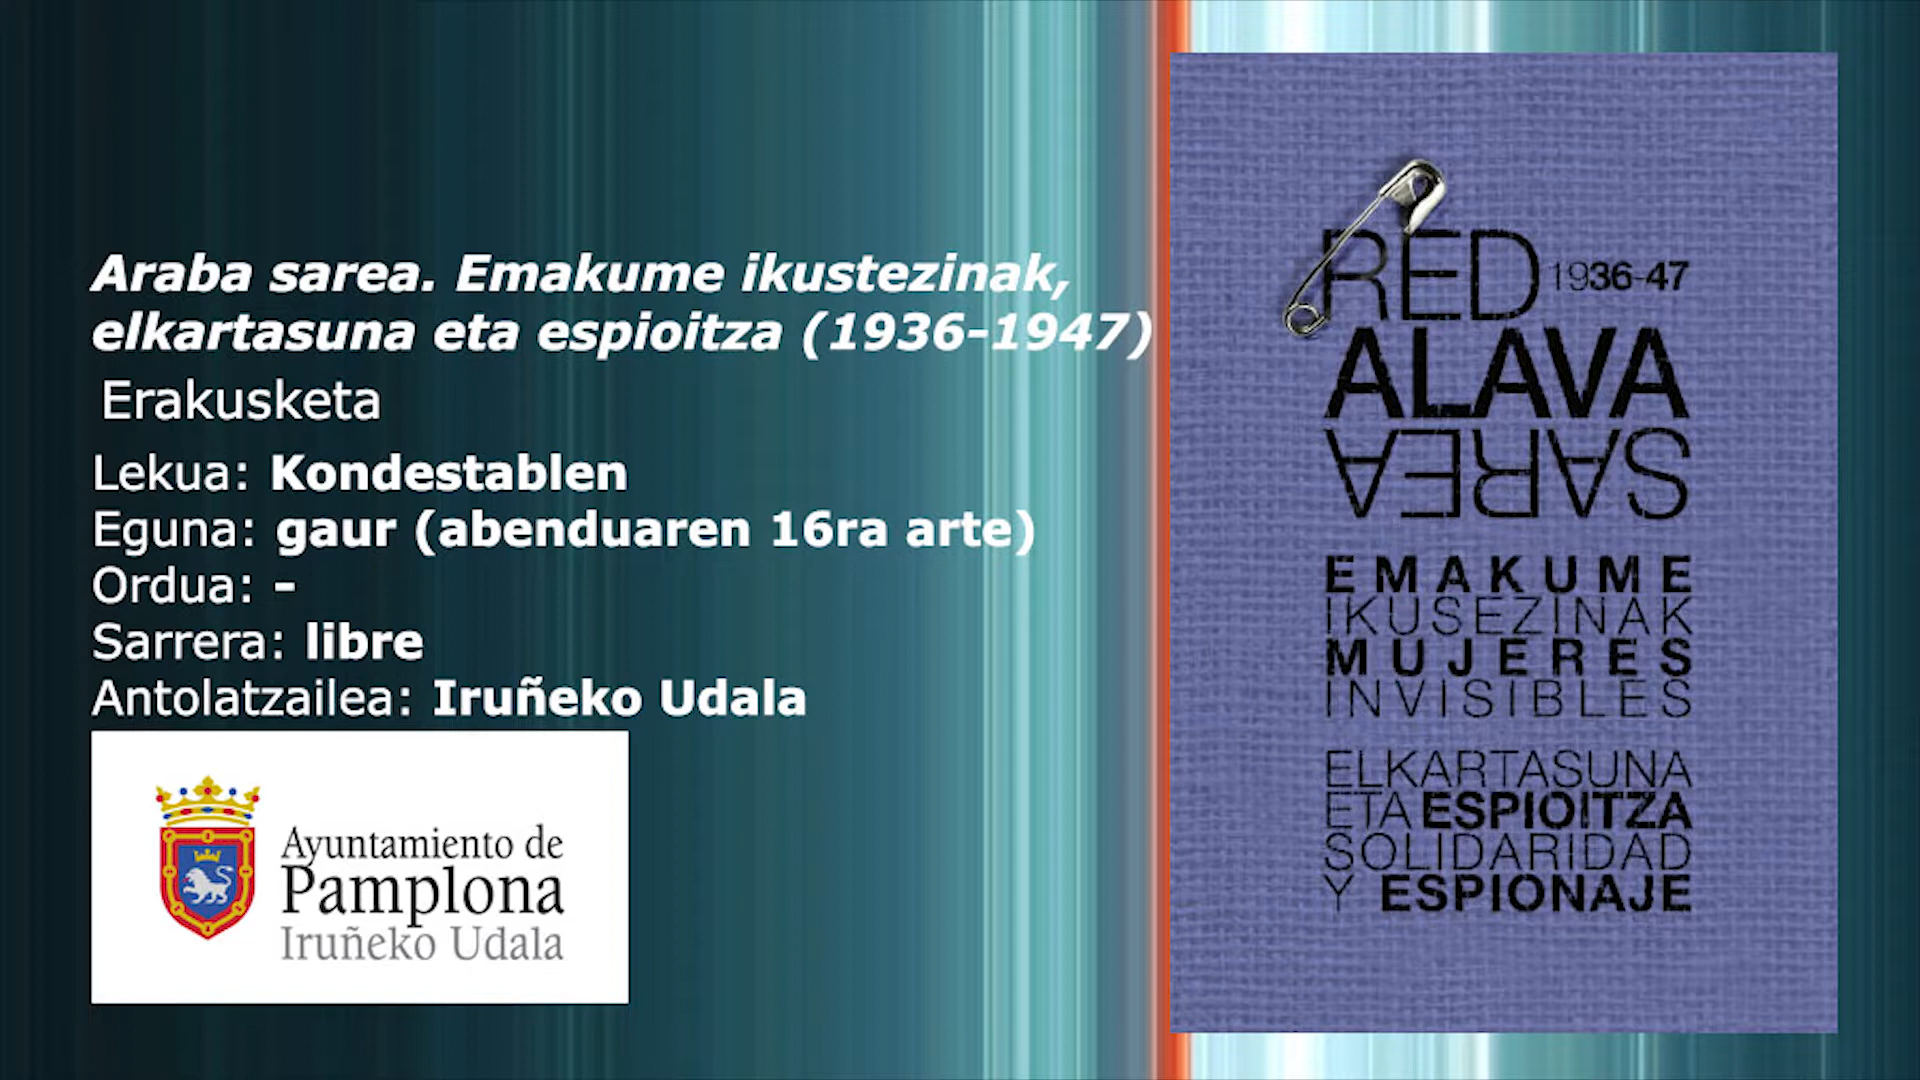 Araba sarea. Emakume ikustezinak,
elkartasuna eta espioitza (1936-1947)
Erakusketa
Lekua: Kondestablen
Eguna: gaur (abenduaren 16ra arte)
Ordua: -
Sarrera: libre
Antolatzailea: Iruñeko Udala
Ayuntamiento de
Pamplona
Iruñeko Udala
RED 1936-47
ALAVA
SAREA
EMAKUME
IKUSEZINAK
MUJERES
INVISIBLES
ELKARTASUNA
ETA ESPIOITZA
SOLIDARIDAD
Y ESPIONAJE